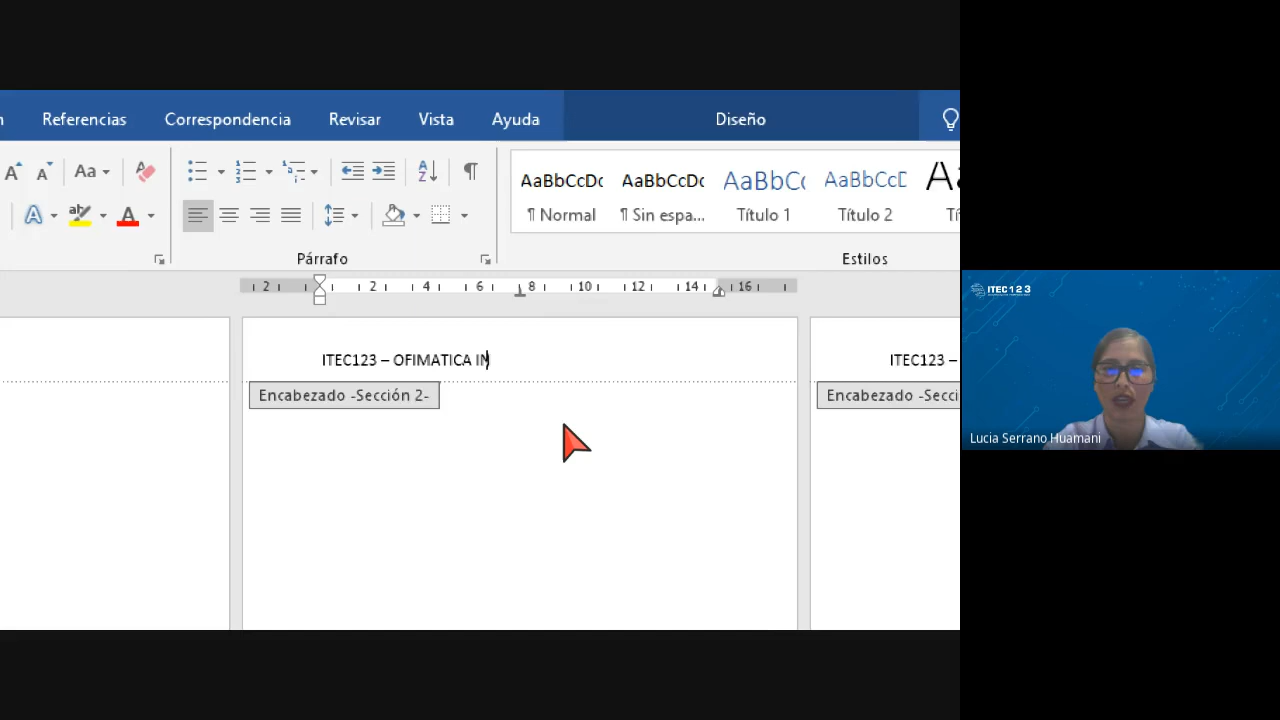 Referencias Correspondencia Revisar Vista Ayuda Diseño
Aa
AaBbCcDc AaBbCcDc AaBbCc AaBbCcD
¶ Normal ¶ Sin espa... Título 1 Título 2
Párrafo Estilos
2 2 4 6 8 10 12 14 16
ITEC123 – OFIMATICA IN
ITEC123 –
Encabezado -Sección 2-
Encabezado -Secci
ITEC123
Lucia Serrano Huamani